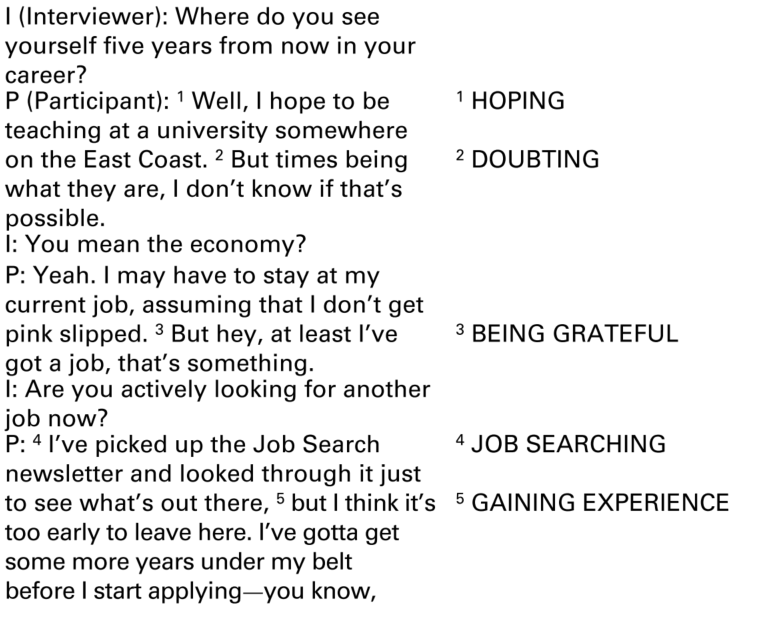 I (Interviewer): Where do you see
yourself five years from now in your
career?
P (Participant): ¹ Well, I hope to be ¹ HOPING
teaching at a university somewhere
on the East Coast. ² But times being ² DOUBTING
what they are, I don’t know if that’s
possible.
I: You mean the economy?
P: Yeah. I may have to stay at my
current job, assuming that I don’t get
pink slipped. ³ But hey, at least I’ve ³ BEING GRATEFUL
got a job, that’s something.
I: Are you actively looking for another
job now?
P: ⁴ I’ve picked up the Job Search ⁴ JOB SEARCHING
newsletter and looked through it just
to see what’s out there, ⁵ but I think it’s ⁵ GAINING EXPERIENCE
too early to leave here. I’ve gotta get
some more years under my belt
before I start applying—you know,